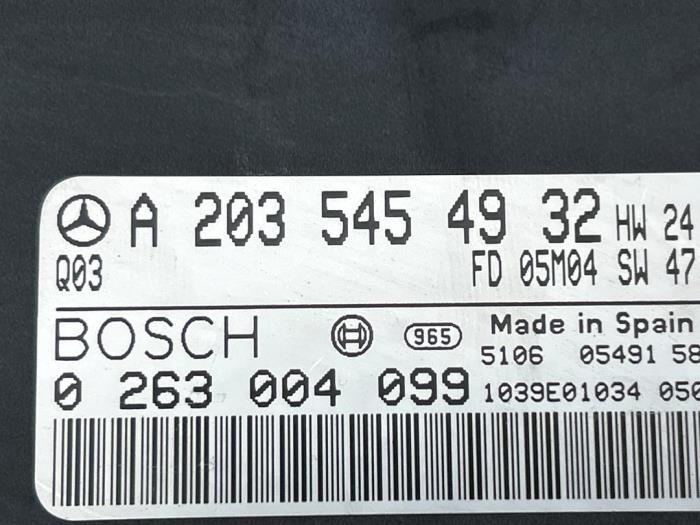 A 203 545 49 32 HW 24
Q03 FD 05M04 SW 47
BOSCH 965 Made in Spain
5106 05491 58
0 263 004 099 1039E01034 050